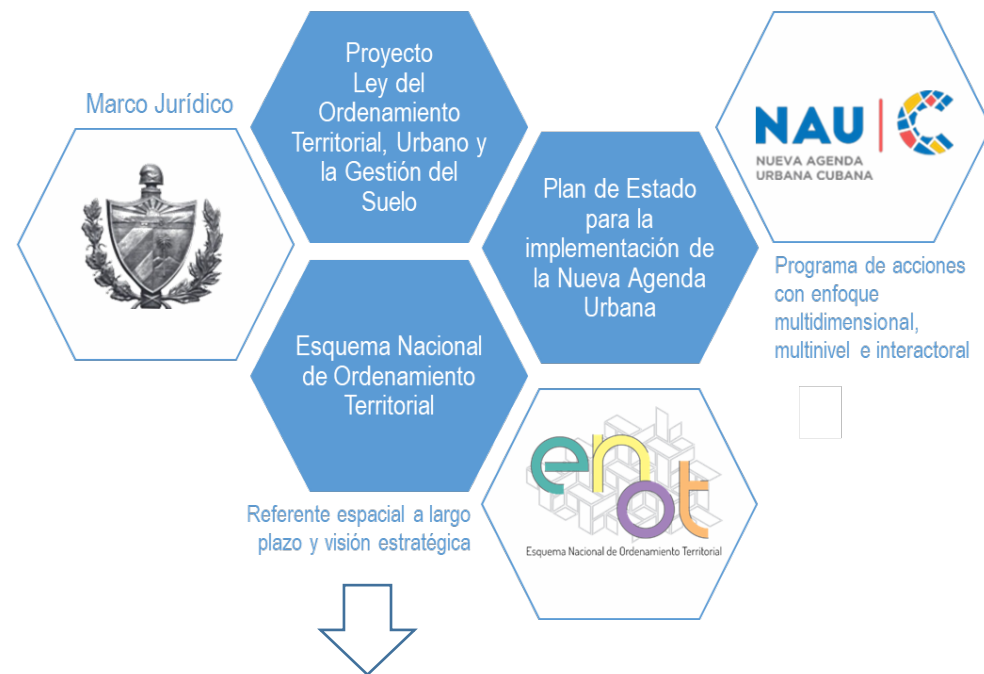 Marco Jurídico
Proyecto
Ley del
Ordenamiento
Territorial, Urbano y
la Gestión del
Suelo
Plan de Estado
para la
implementación de
la Nueva Agenda
Urbana
NAU
NUEVA AGENDA
URBANA CUBANA
Programa de acciones
con enfoque
multidimensional,
multinivel e interactoral
Esquema Nacional
de Ordenamiento
Territorial
Referente espacial a largo
plazo y visión estratégica
enot
Esquema Nacional de Ordenamiento Territorial